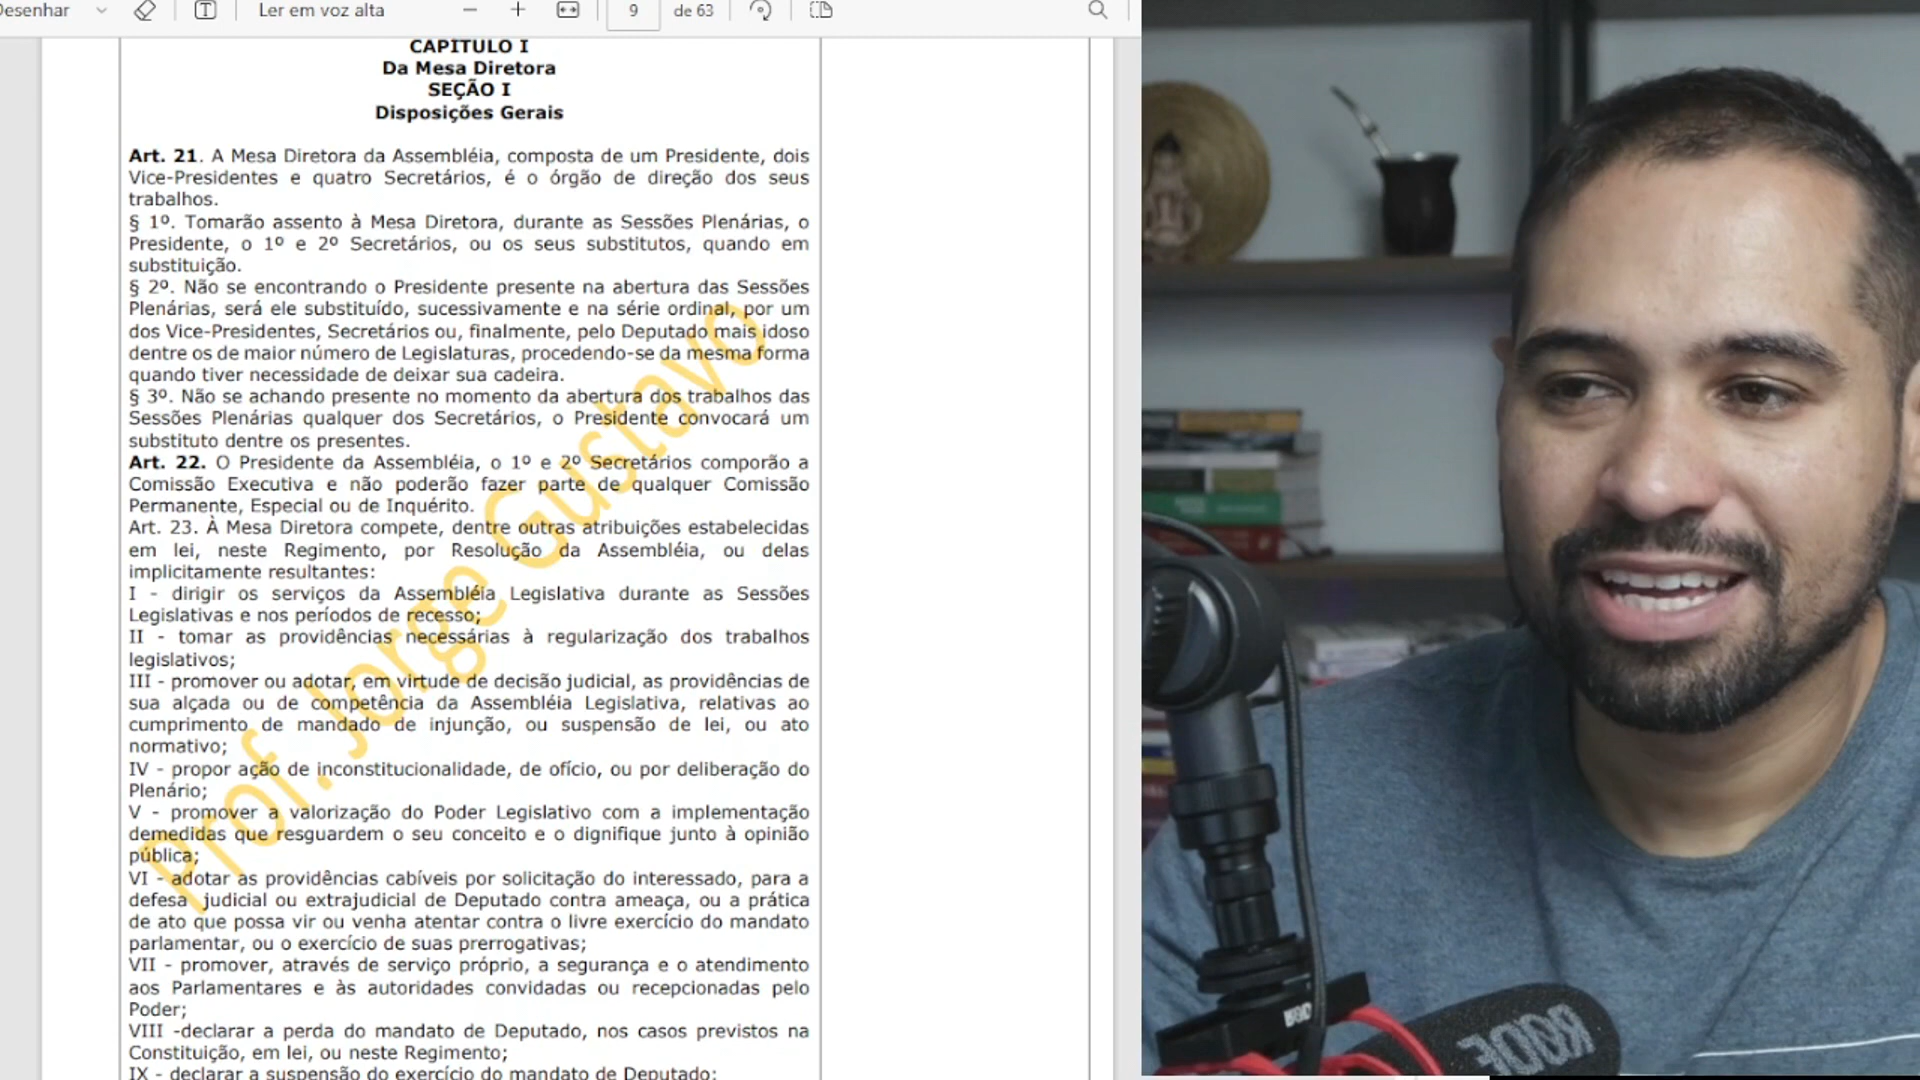 Desenhar
Ler em voz alta
9
de 63
CAPÍTULO I
Da Mesa Diretora
SEÇÃO I
Disposições Gerais
Art. 21. A Mesa Diretora da Assembléia, composta de um Presidente, dois
Vice-Presidentes e quatro Secretários, é o órgão de direção dos seus
trabalhos.
§ 1º. Tomarão assento à Mesa Diretora, durante as Sessões Plenárias, o
Presidente, o 1º e 2º Secretários, ou os seus substitutos, quando em
substituição.
§ 2º. Não se encontrando o Presidente presente na abertura das Sessões
Plenárias, será ele substituído, sucessivamente e na série ordinal, por um
dos Vice-Presidentes, Secretários ou, finalmente, pelo Deputado mais idoso
dentre os de maior número de Legislaturas, procedendo-se da mesma forma
quando tiver necessidade de deixar sua cadeira.
§ 3º. Não se achando presente no momento da abertura dos trabalhos das
Sessões Plenárias qualquer dos Secretários, o Presidente convocará um
substituto dentre os presentes.
Art. 22. O Presidente da Assembléia, o 1º e 2º Secretários comporão a
Comissão Executiva e não poderão fazer parte de qualquer Comissão
Permanente, Especial ou de Inquérito.
Art. 23. À Mesa Diretora compete, dentre outras atribuições estabelecidas
em lei, neste Regimento, por Resolução da Assembléia, ou delas
implicitamente resultantes:
I - dirigir os serviços da Assembléia Legislativa durante as Sessões
Legislativas e nos períodos de recesso;
II - tomar as providências necessárias à regularização dos trabalhos
legislativos;
III - promover ou adotar, em virtude de decisão judicial, as providências de
sua alçada ou de competência da Assembléia Legislativa, relativas ao
cumprimento de mandado de injunção, ou suspensão de lei, ou ato
normativo;
IV - propor ação de inconstitucionalidade, de ofício, ou por deliberação do
Plenário;
V - promover a valorização do Poder Legislativo com a implementação
demedidas que resguardem o seu conceito e o dignifique junto à opinião
pública;
VI - adotar as providências cabíveis por solicitação do interessado, para a
defesa judicial ou extrajudicial de Deputado contra ameaça, ou a prática
de ato que possa vir ou venha atentar contra o livre exercício do mandato
parlamentar, ou o exercício de suas prerrogativas;
VII - promover, através de serviço próprio, a segurança e o atendimento
aos Parlamentares e às autoridades convidadas ou recepcionadas pelo
Poder;
VIII -declarar a perda do mandato de Deputado, nos casos previstos na
Constituição, em lei, ou neste Regimento;
IX - declarar a suspensão do exercício do mandato de Deputado;
Prof. Jorge Gustavo
RØDE